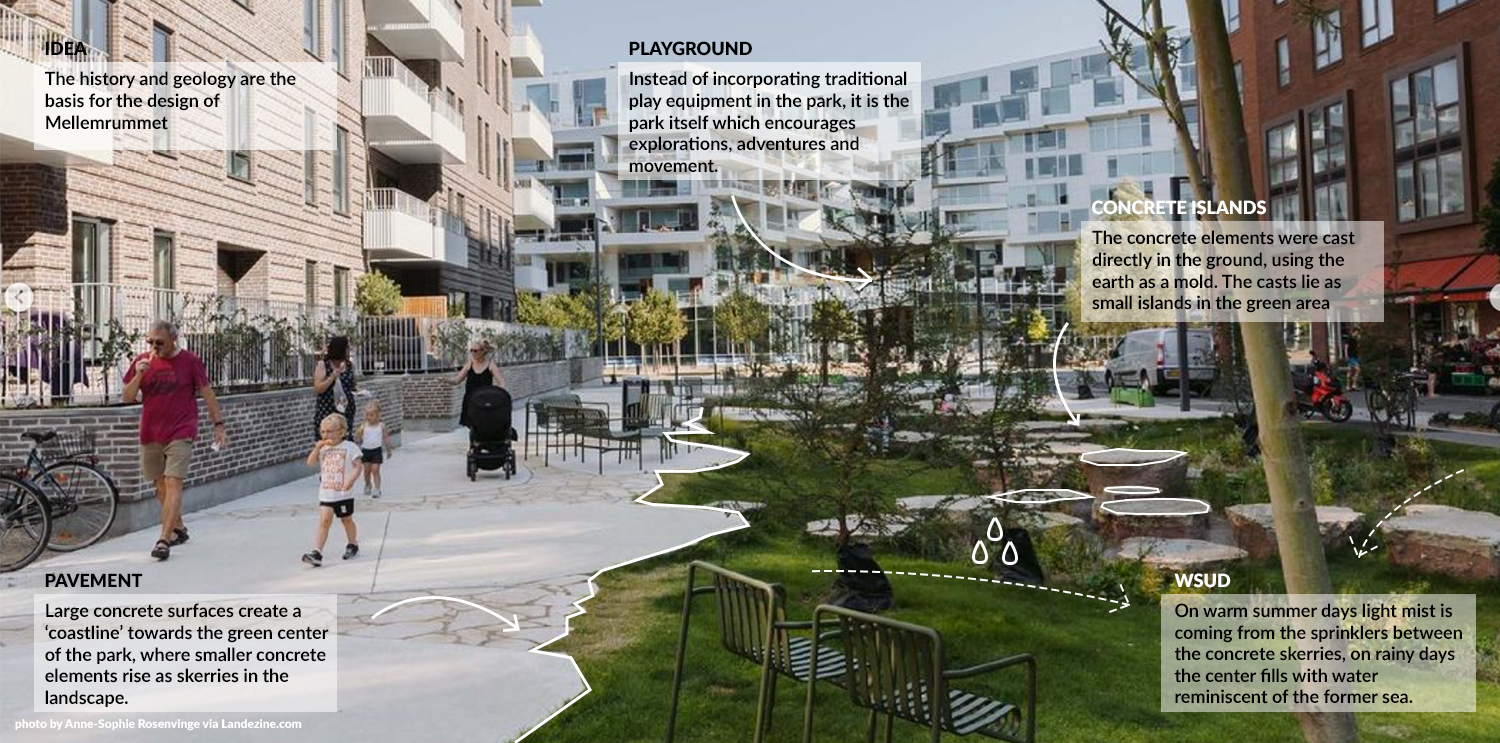 IDEA
The history and geology are the
basis for the design of
Mellemrummet
PLAYGROUND
Instead of incorporating traditional
play equipment in the park, it is the
park itself which encourages
explorations, adventures and
movement.
CONCRETE ISLANDS
The concrete elements were cast
directly in the ground, using the
earth as a mold. The casts lie as
small islands in the green area
PAVEMENT
Large concrete surfaces create a
‘coastline’ towards the green center
of the park, where smaller concrete
elements rise as skerries in the
landscape.
WSUD
On warm summer days light mist is
coming from the sprinklers between
the concrete skerries, on rainy days
the center fills with water
reminiscent of the former sea.
photo by Anne-Sophie Rosenvinge via Landezine.com